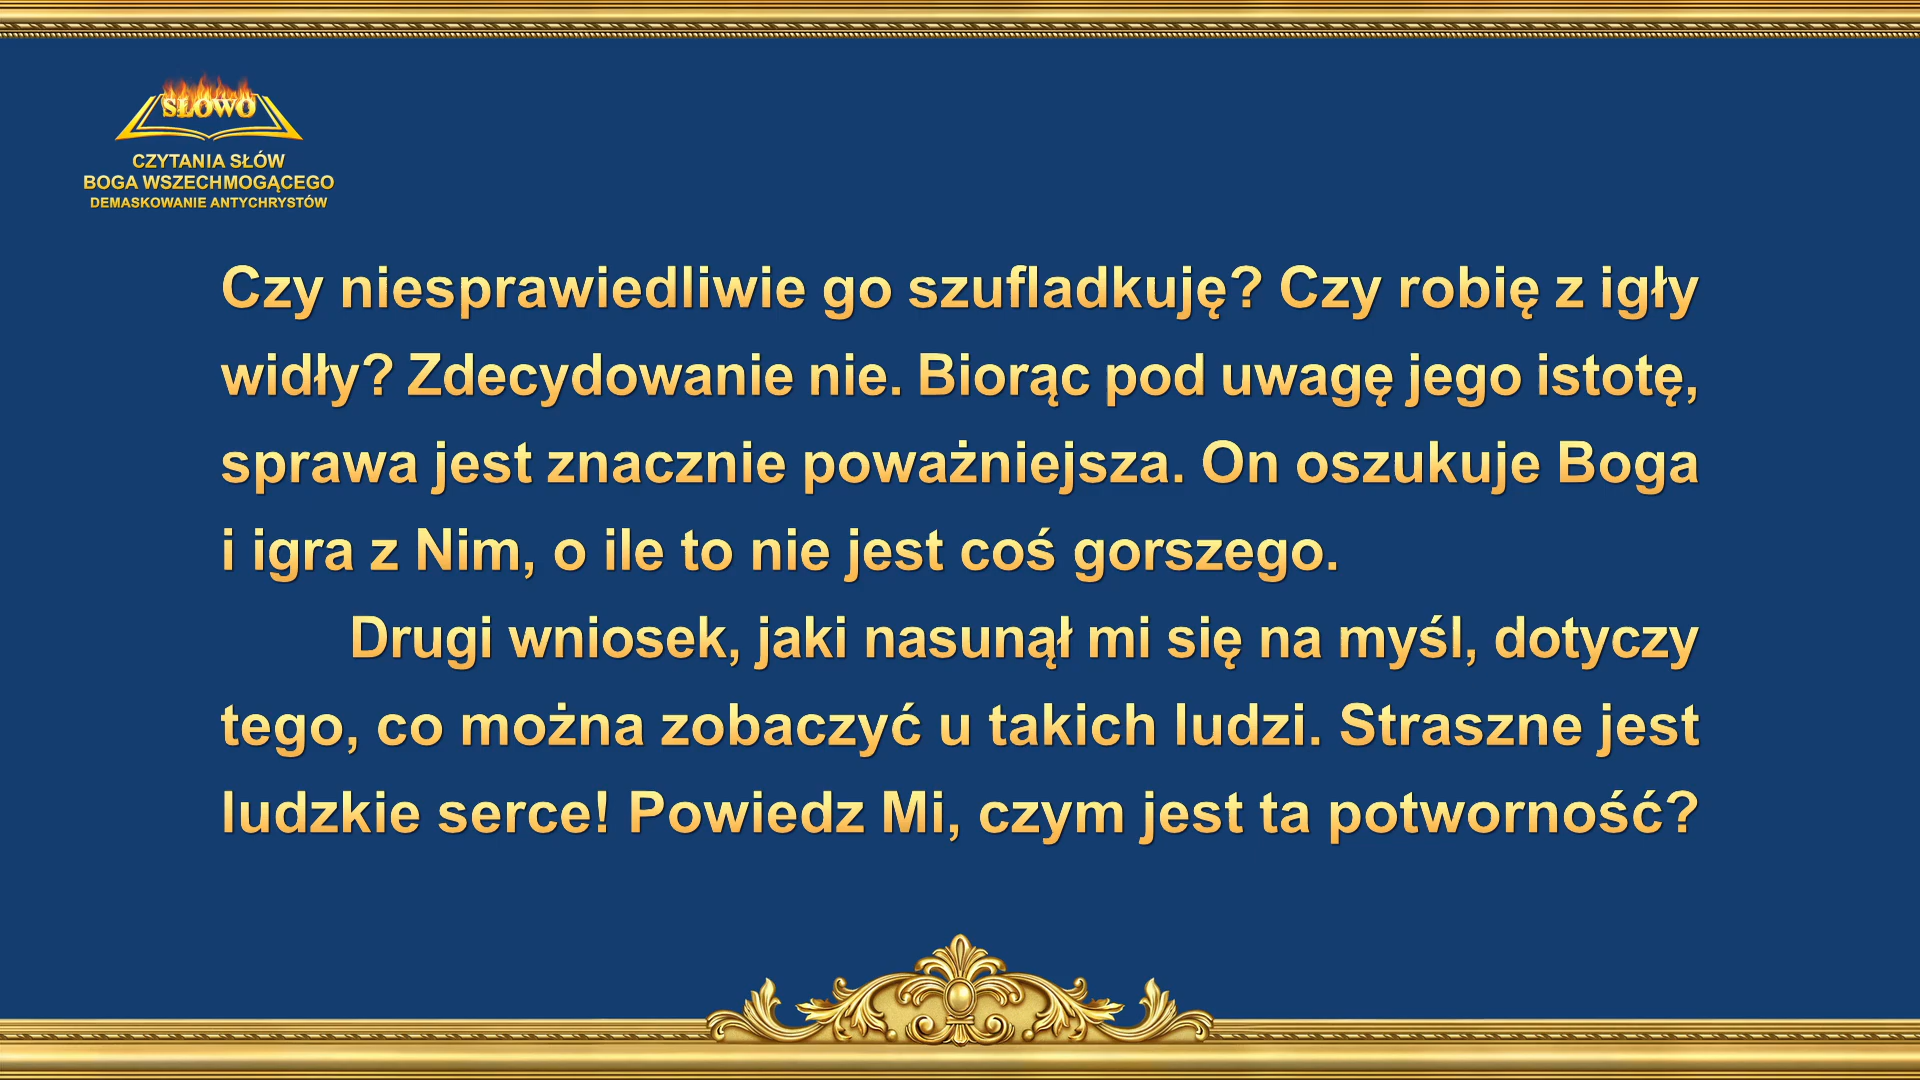 SŁOWO
CZYTANIA SŁÓW
BOGA WSZECHMOGĄCEGO
DEMASKOWANIE ANTYCHRYSTÓW
Czy niesprawiedliwie go szufladkuję? Czy robię z igły
widły? Zdecydowanie nie. Biorąc pod uwagę jego istotę,
sprawa jest znacznie poważniejsza. On oszukuje Boga
i igra z Nim, o ile to nie jest coś gorszego.
Drugi wniosek, jaki nasunął mi się na myśl, dotyczy
tego, co można zobaczyć u takich ludzi. Straszne jest
ludzkie serce! Powiedz Mi, czym jest ta potworność?